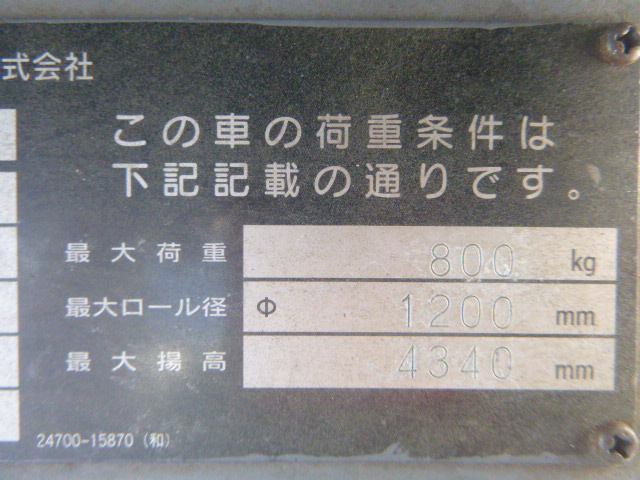 式会社
この車の荷重条件は
下記記載の通りです。
最大荷重 800 kg
最大ロール径 Φ 1200 mm
最大揚高 4340 mm
24700-15870 (和)